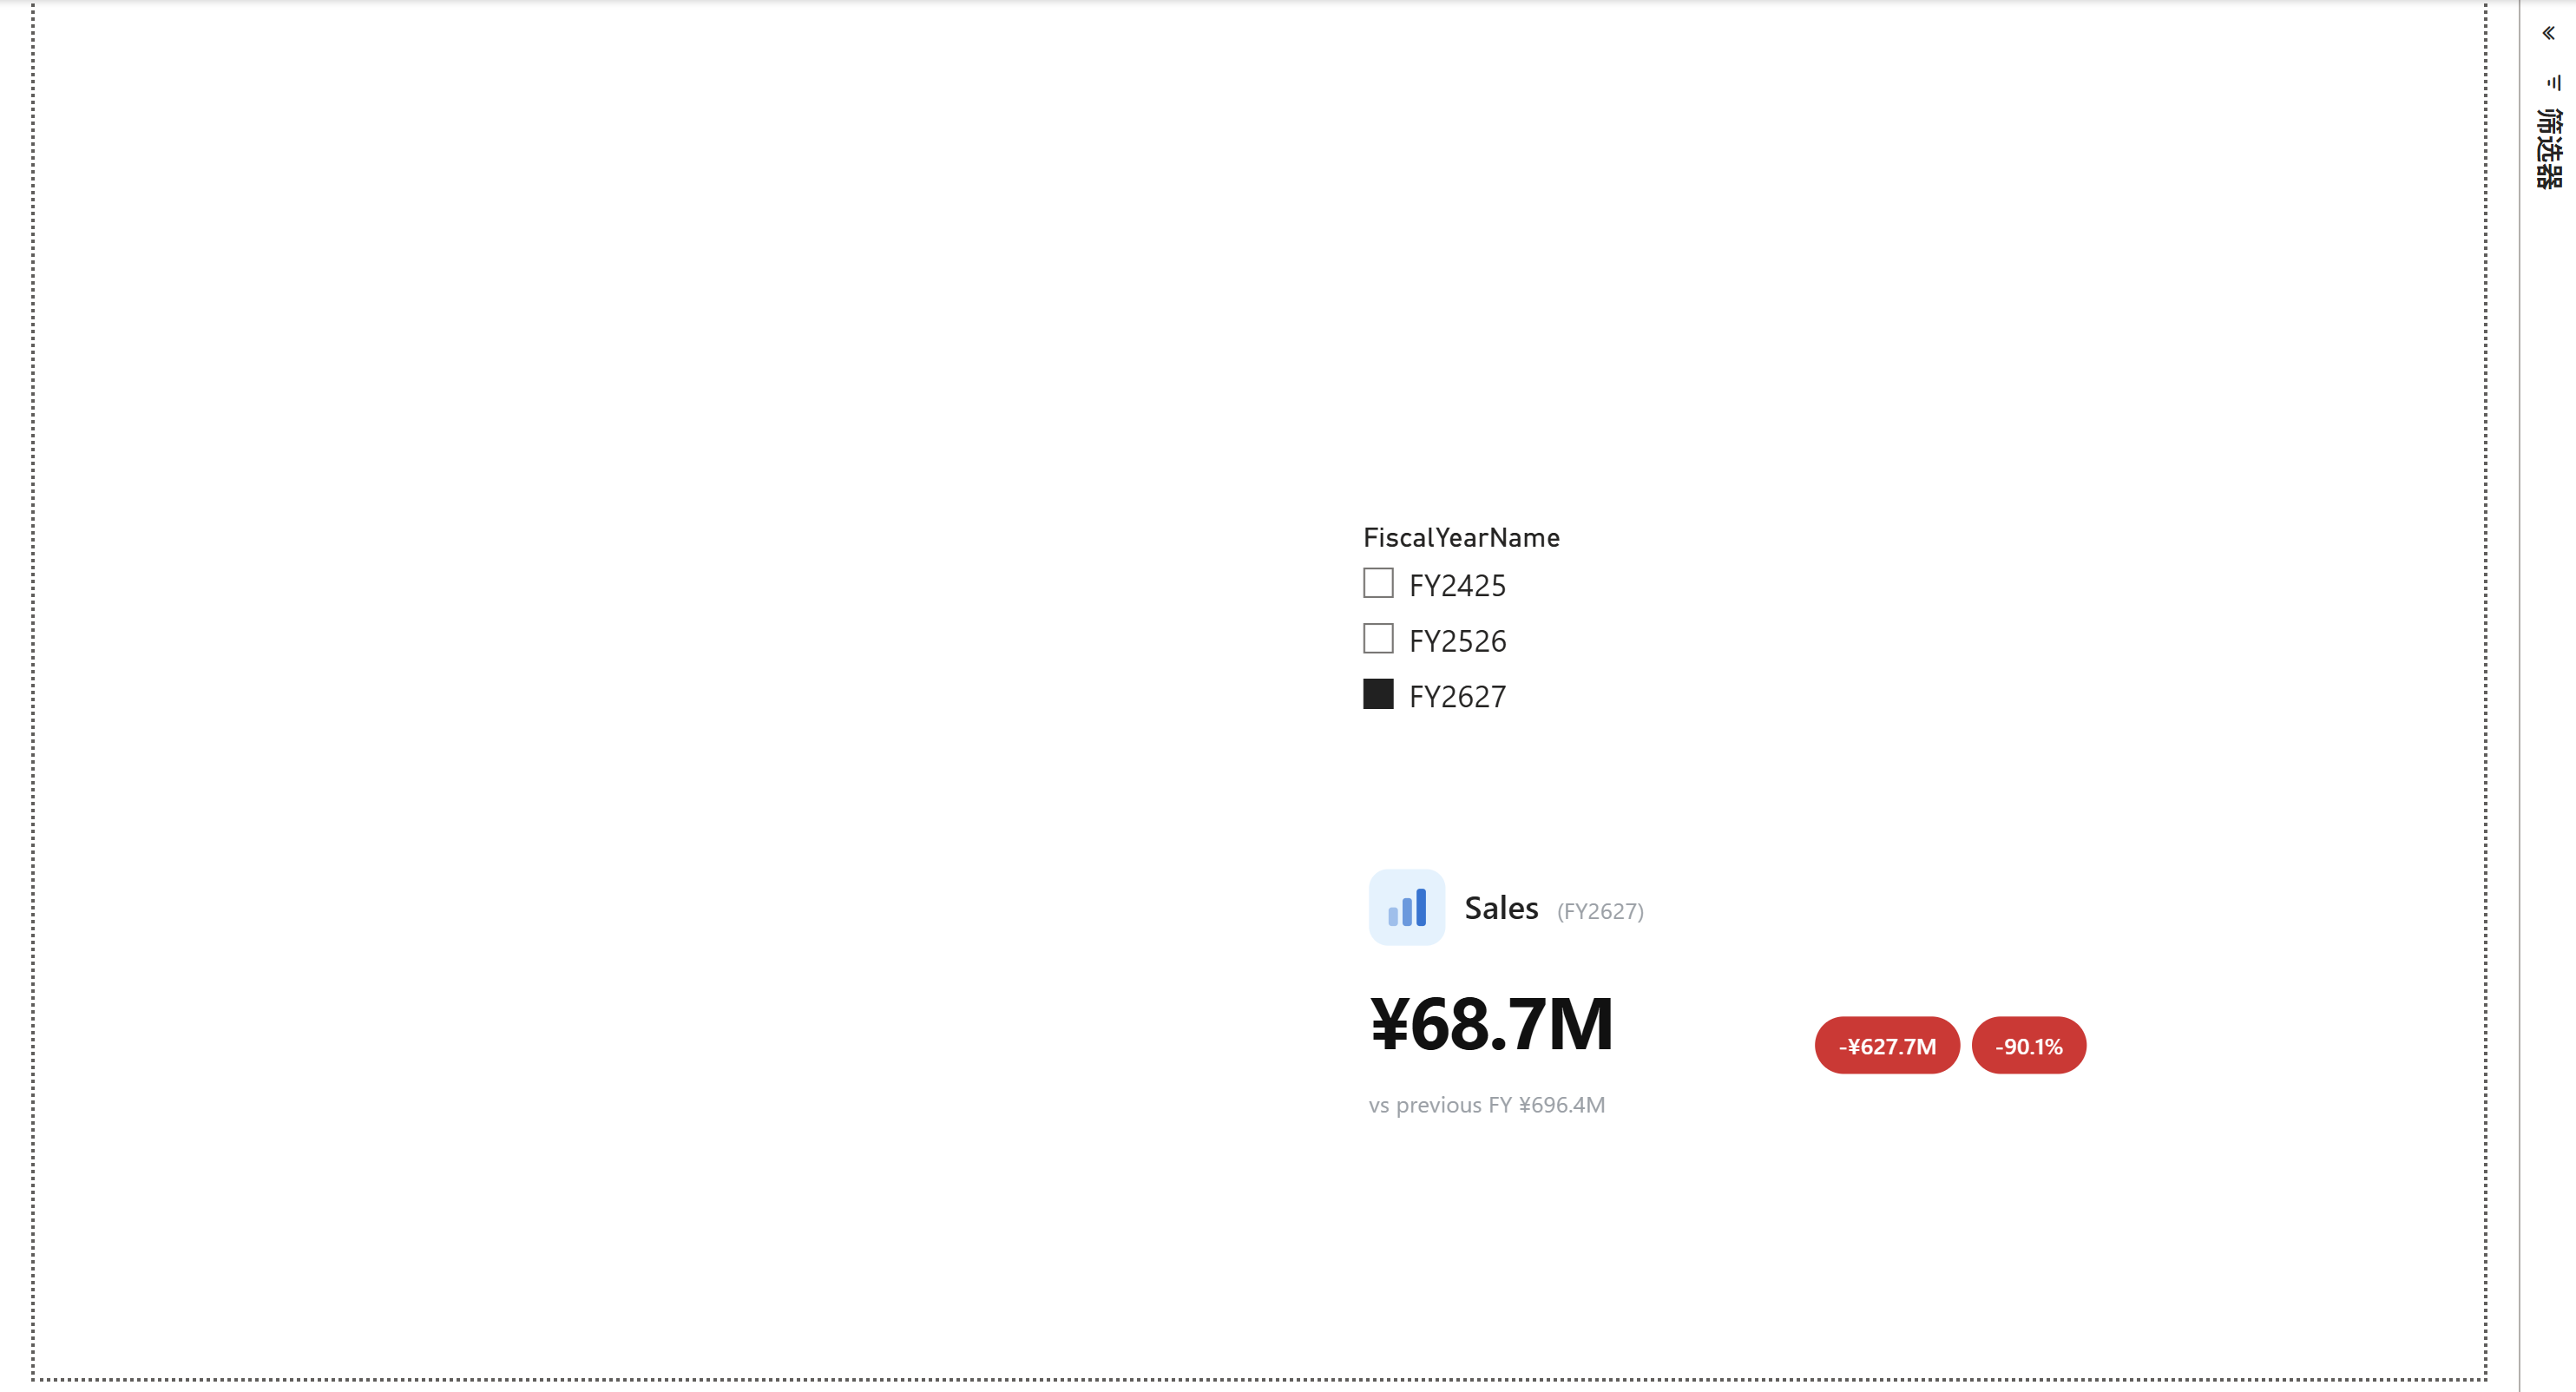 筛选器
FiscalYearName
FY2425
FY2526
FY2627
Sales (FY2627)
¥68.7M
-¥627.7M -90.1%
vs previous FY ¥696.4M